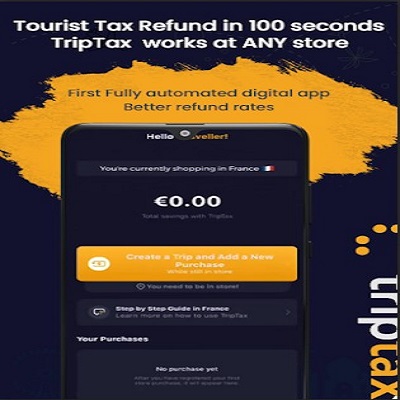 Tourist Tax Refund in 100 seconds
TripTax works at ANY store
First Fully automated digital app
Better refund rates
Hello veller!
You're currently shopping in France
€0.00
Total savings with TripTax
Create a Trip and Add a New
Purchase
While still in store
You need to be in store!
Step by Step Guide in France
Learn more on how to use TripTax
Your Purchases
No purchase yet
After you have registered your first
store purchase, it will appear here.
triptax